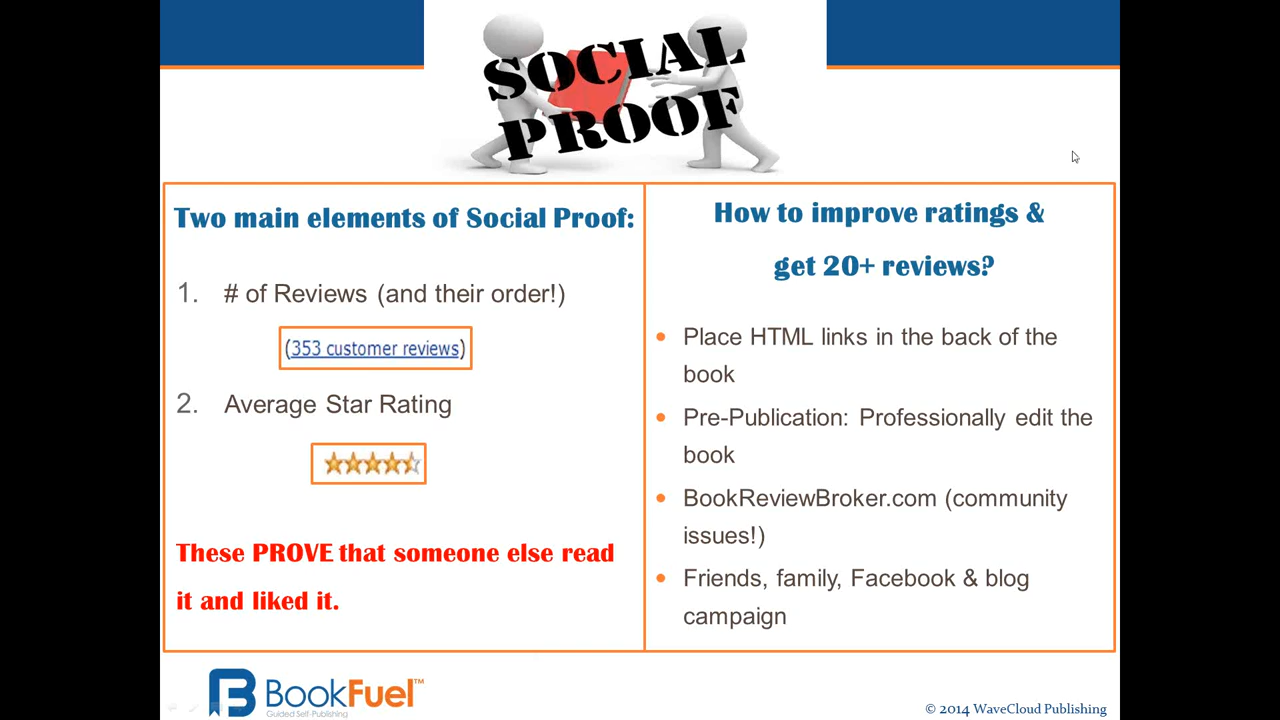 SOCIAL
PROOF
Two main elements of Social Proof:
1. # of Reviews (and their order!)
(353 customer reviews)
2. Average Star Rating
These PROVE that someone else read
it and liked it.
How to improve ratings &
get 20+ reviews?
• Place HTML links in the back of the
book
• Pre-Publication: Professionally edit the
book
• BookReviewBroker.com (community
issues!)
• Friends, family, Facebook & blog
campaign
BookFuel™
Guided Self-Publishing
© 2014 WaveCloud Publishing